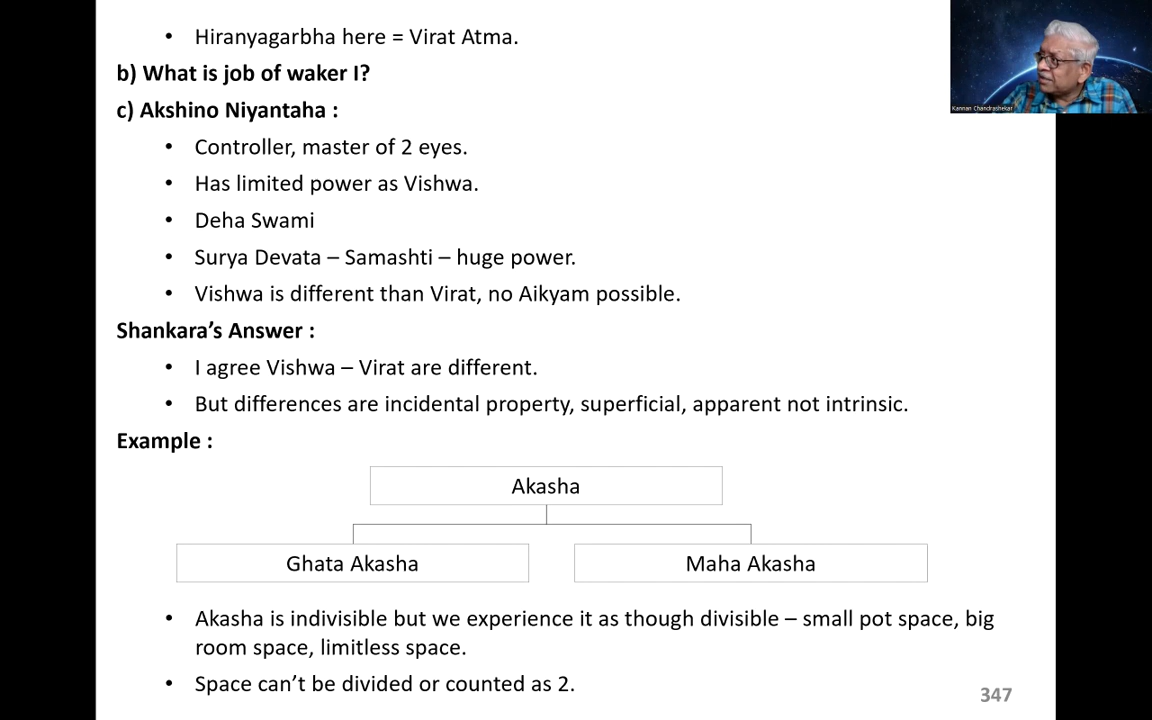 • Hiranyagarbha here = Virat Atma.
b) What is job of waker I?
c) Akshino Niyantaha :
• Controller, master of 2 eyes.
• Has limited power as Vishwa.
• Deha Swami
• Surya Devata – Samashti – huge power.
• Vishwa is different than Virat, no Aikyam possible.
Shankara’s Answer :
• I agree Vishwa – Virat are different.
• But differences are incidental property, superficial, apparent not intrinsic.
Example :
Akasha
Ghata Akasha
Maha Akasha
• Akasha is indivisible but we experience it as though divisible – small pot space, big
room space, limitless space.
• Space can’t be divided or counted as 2.
347
Kannan Chandrashekar